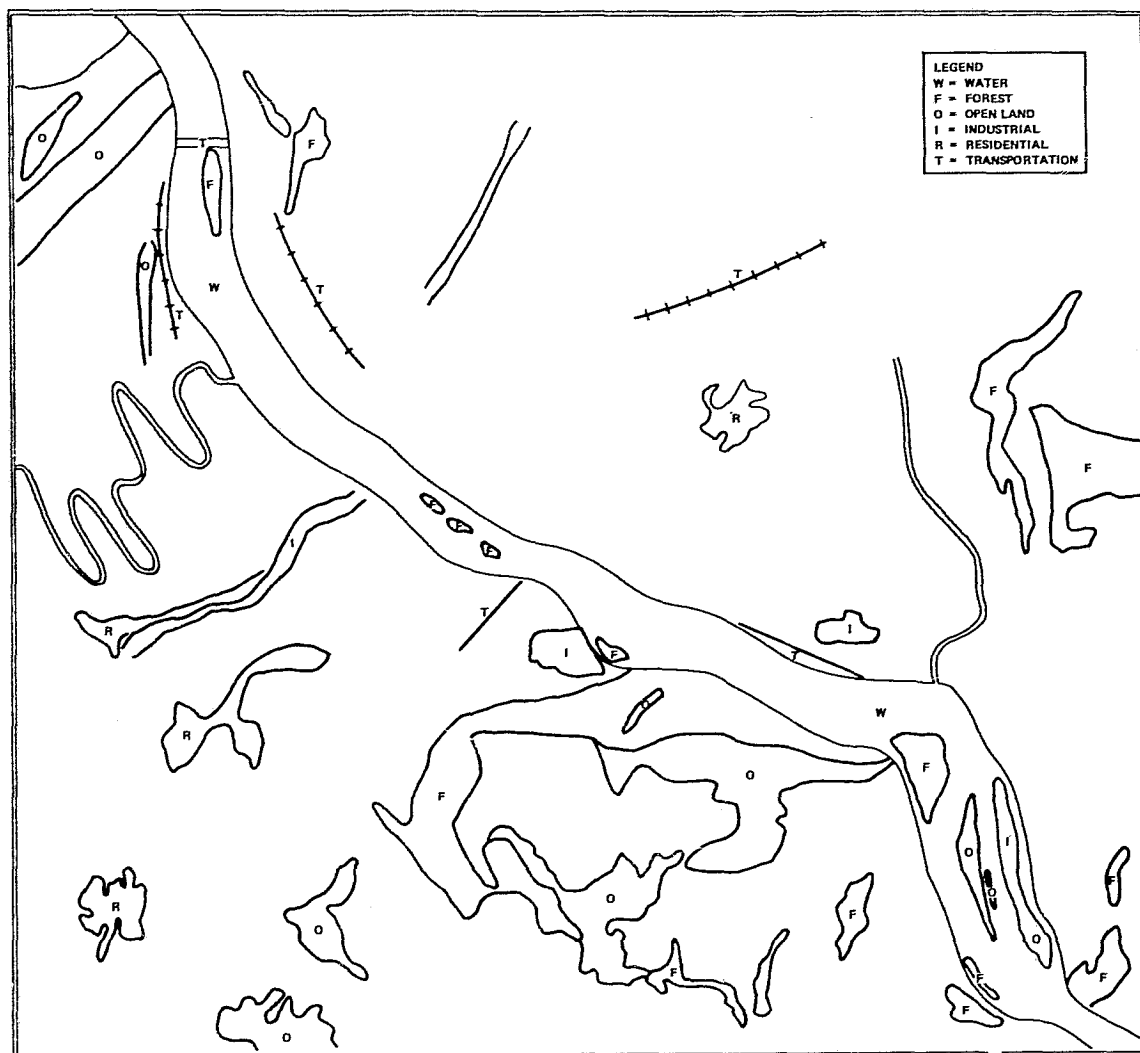 LEGEND
W = WATER
F = FOREST
O = OPEN LAND
I = INDUSTRIAL
R = RESIDENTIAL
T = TRANSPORTATION
O
T
F
O
F
T
O
T
W
T
T
F
R
F
F
I
F
T
R
I
F
T
I
W
R
F
O
F
F
I
O
F
O
R
O
F
O
O
F
F
F
F
O